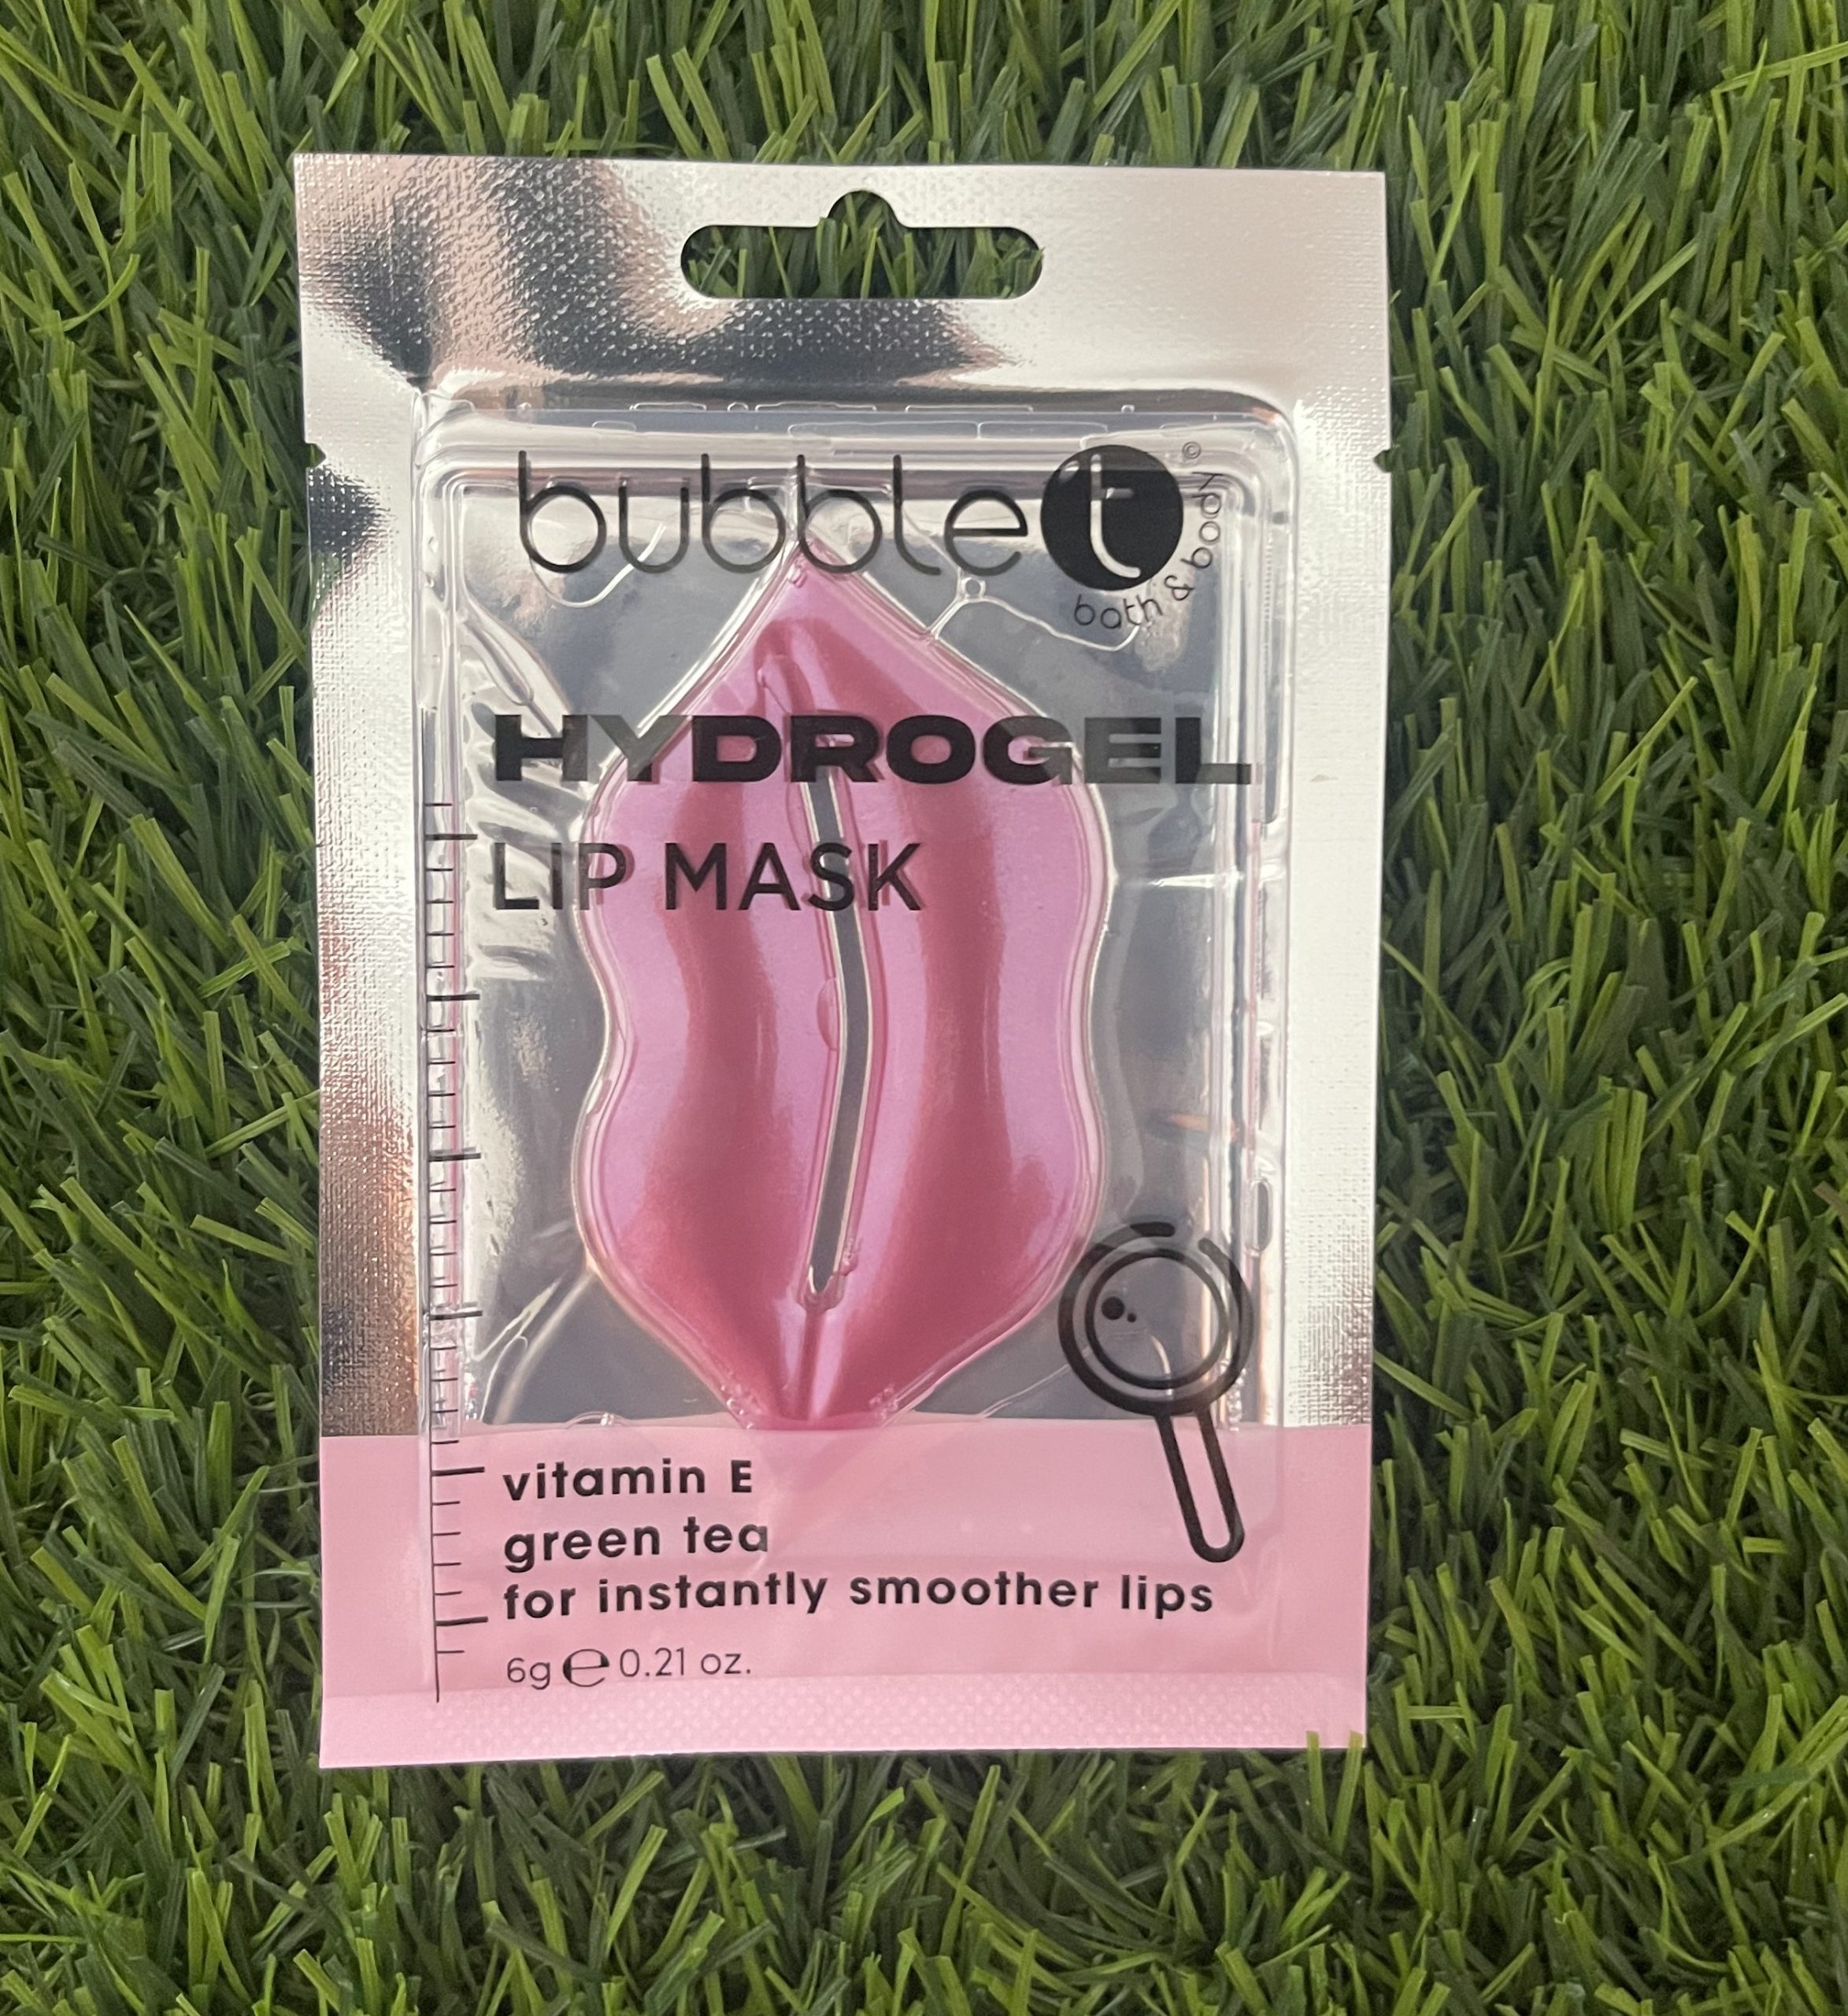 bubble t
bath & body ©
HYDROGEL
LIP MASK
vitamin E
green tea
for instantly smoother lips
6g ℮ 0.21 oz.